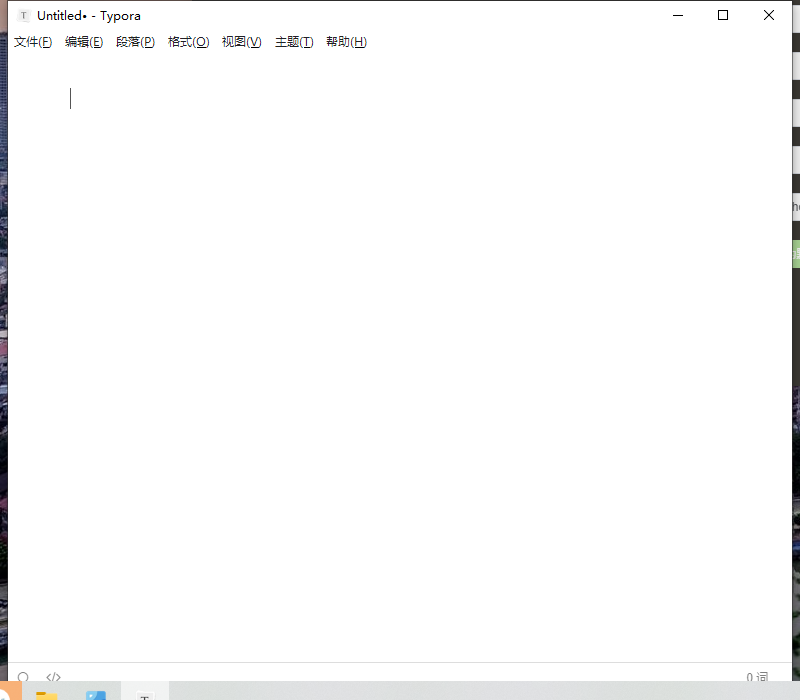 Untitled• - Typora
文件(F) 编辑(E) 段落(P) 格式(O) 视图(V) 主题(T) 帮助(H)
</>
0 词